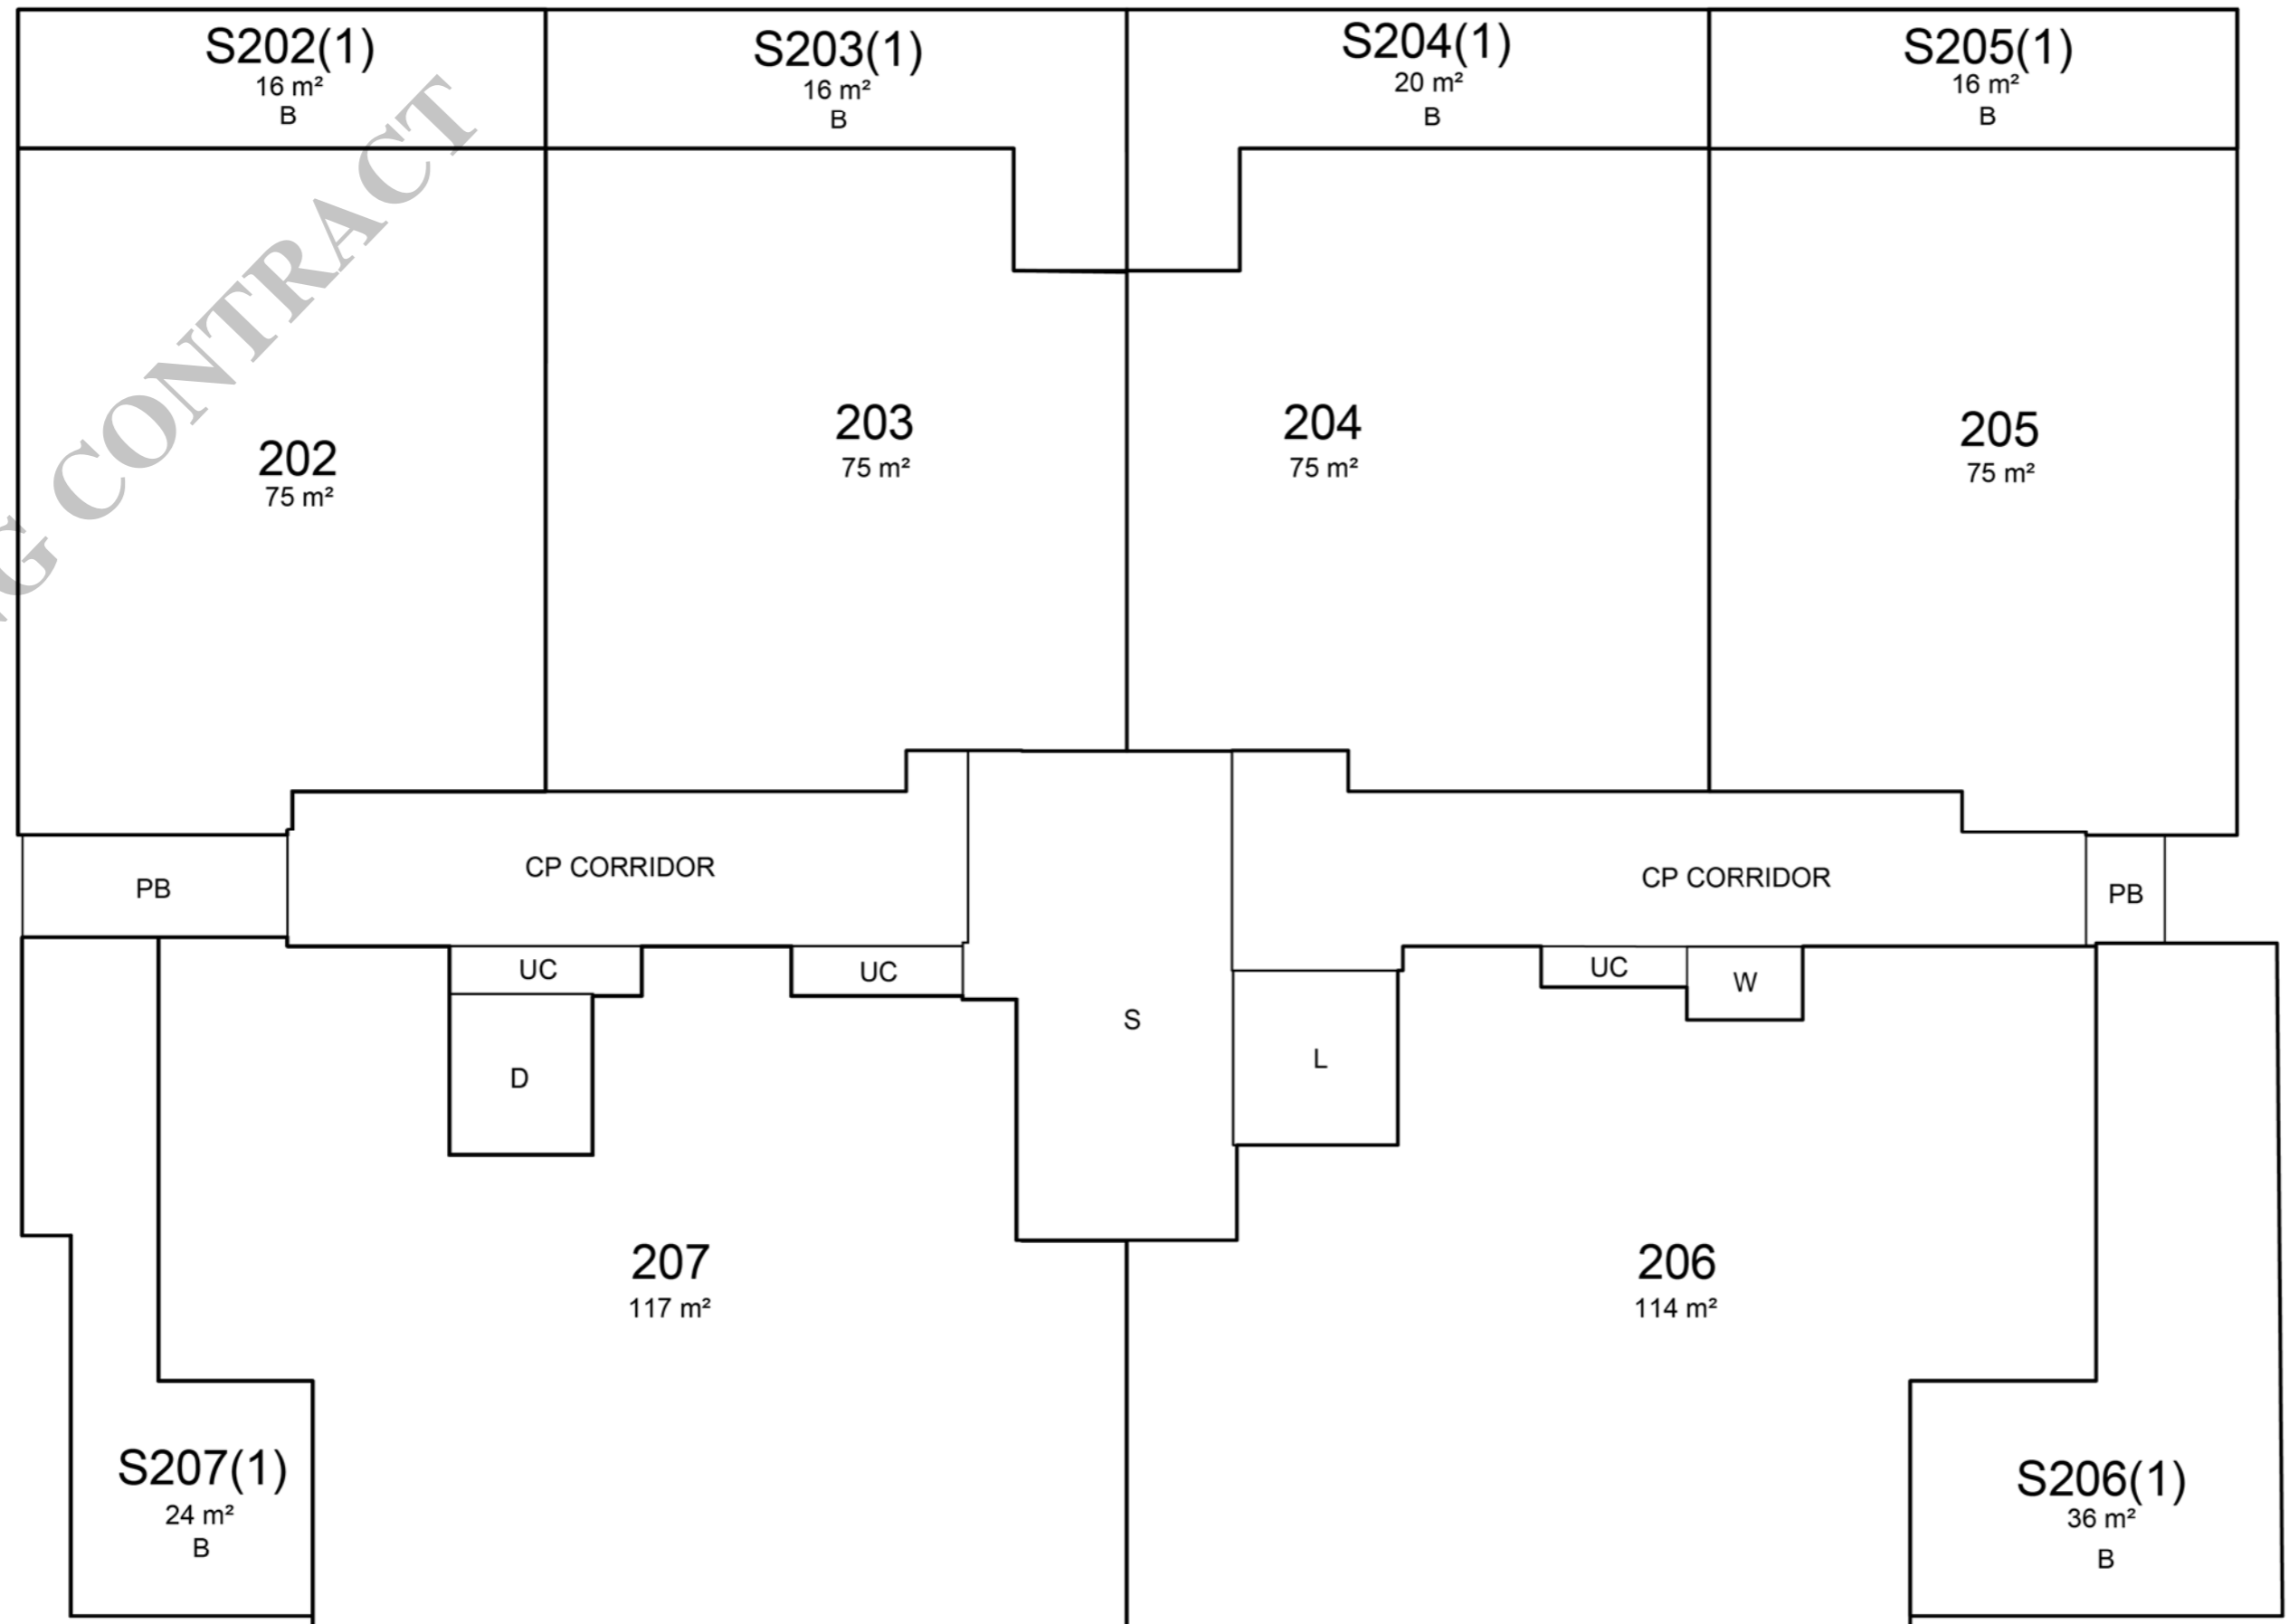 S202(1)
16 m²
B
S203(1)
16 m²
B
S204(1)
20 m²
B
S205(1)
16 m²
B
CONTRACT
202
75 m²
203
75 m²
204
75 m²
205
75 m²
PB
CP CORRIDOR
CP CORRIDOR
PB
UC
UC
UC
W
D
S
L
207
117 m²
206
114 m²
S207(1)
24 m²
B
S206(1)
36 m²
B